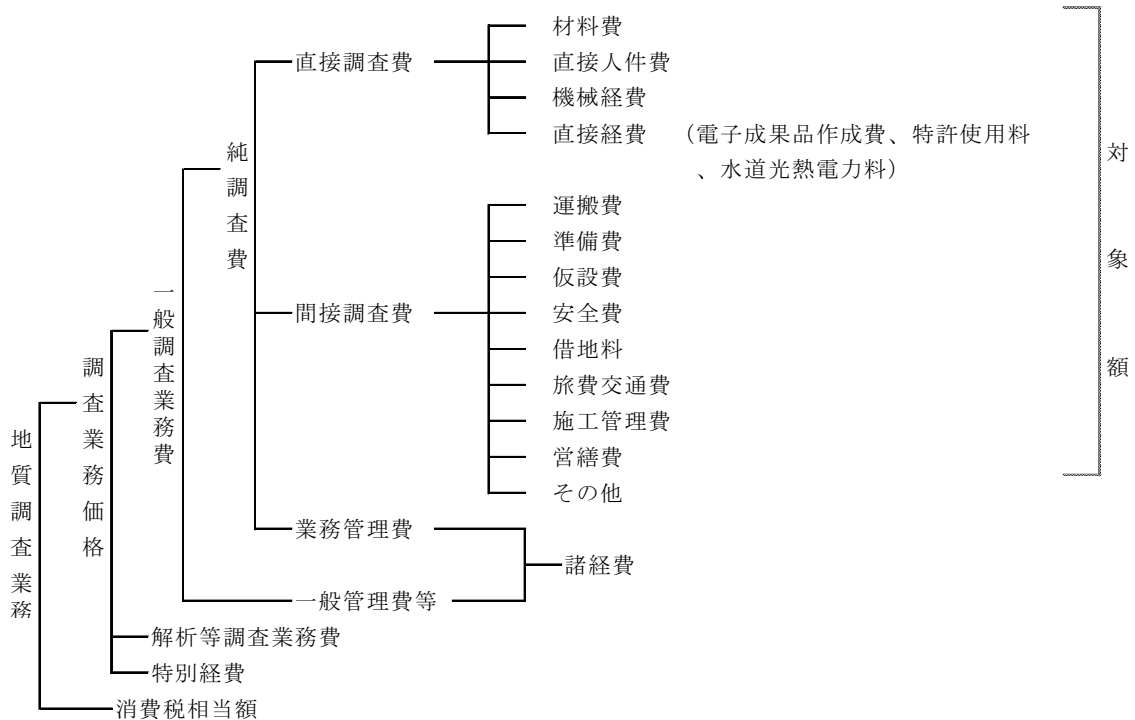 地質調査業務
調査業務価格
一般調査業務費
純調査費
直接調査費
材料費
直接人件費
機械経費
直接経費 （電子成果品作成費、特許使用料
、水道光熱電力料）
間接調査費
運搬費
準備費
仮設費
安全費
借地料
旅費交通費
施工管理費
営繕費
その他
業務管理費
一般管理費等
諸経費
解析等調査業務費
特別経費
消費税相当額
対象額